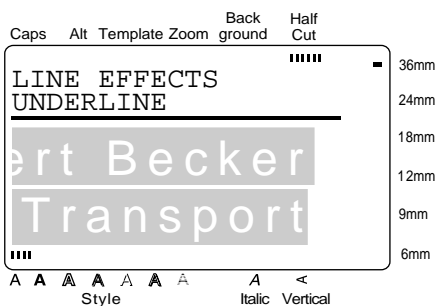 Caps Alt Template Zoom Back ground Half Cut
LINE EFFECTS
UNDERLINE
36mm
24mm
18mm
12mm
9mm
6mm
ert Becker
Transport
A A A A A A A A A
Style Italic Vertical